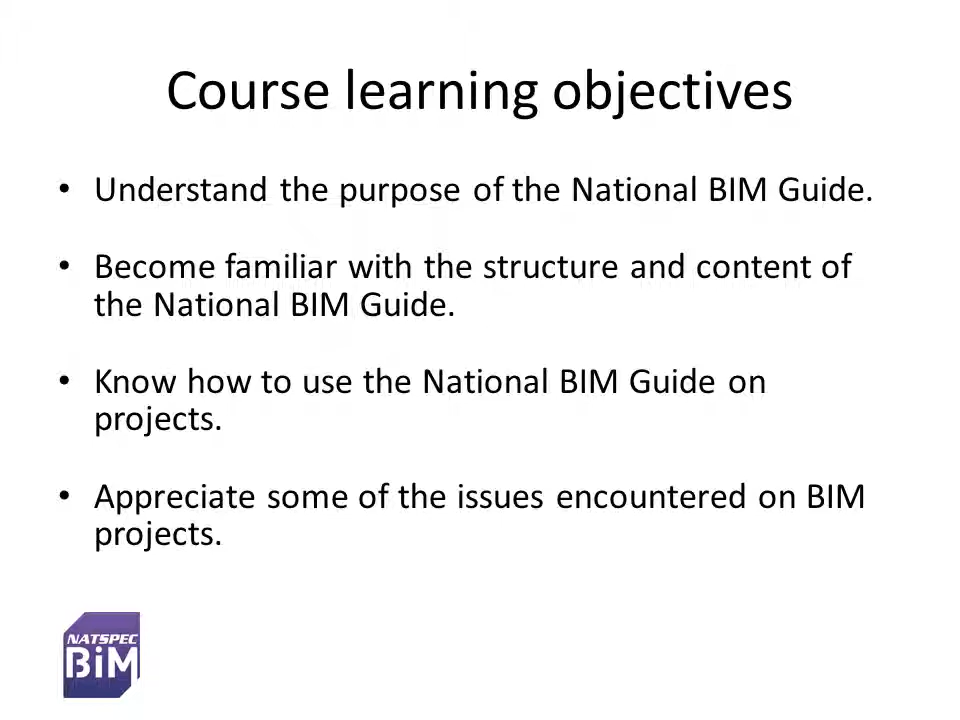 Course learning objectives
• Understand the purpose of the National BIM Guide.
• Become familiar with the structure and content of
the National BIM Guide.
• Know how to use the National BIM Guide on
projects.
• Appreciate some of the issues encountered on BIM
projects.
NATSPEC
BiM